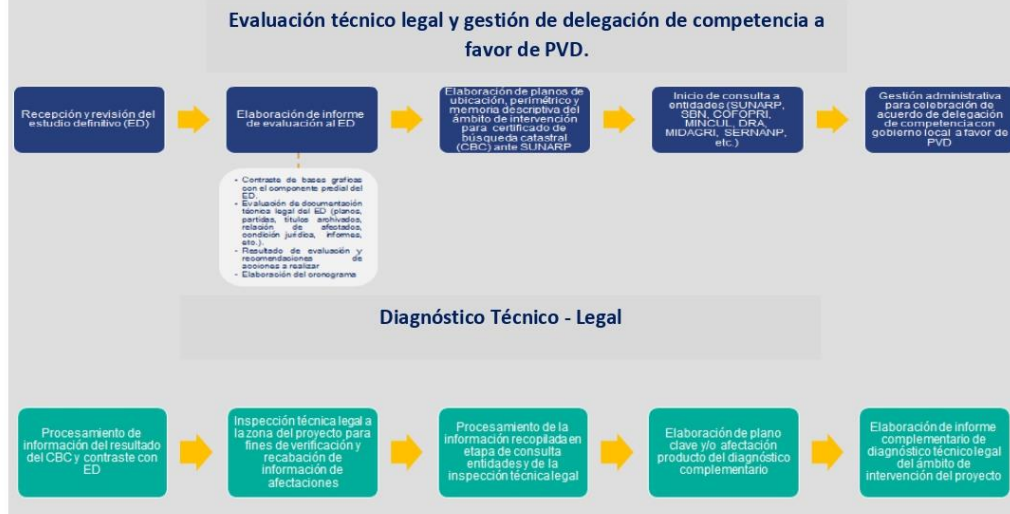 Evaluación técnico legal y gestión de delegación de competencia a
favor de PVD.
Recepción y revisión del
estudio definitivo (ED)
Elaboración de informe
de evaluación al ED
Elaboración de planos de
ubicación, perimétrico y
memoria descriptiva del
ámbito de intervención
para certificado de
búsqueda catastral
(CBC) ante SUNARP
Inicio de consulta a
entidades (SUNARP,
SBN, COFOPRI,
MINCUL, DRA,
MIDAGRI, SERNANP,
etc.)
Gestión administrativa
para celebración de
acuerdo de delegación
de competencia con
gobierno local a favor de
PVD
• Contraste de bases graficas
con el componente predial del
ED.
• Evaluación de documentación
técnica legal del ED (planos,
partidas, títulos archivados,
relación de afectados,
condición jurídica, informes,
etc.).
• Resultado de evaluación y
recomendaciones de
acciones a realizar
• Elaboración del cronograma
Diagnóstico Técnico - Legal
Procesamiento de
información del resultado
del CBC y contraste con
ED
Inspección técnica legal a
la zona del proyecto para
fines de verificación y
recabación de
información de
afectaciones
Procesamiento de la
información recopilada en
etapa de consulta
entidades y de la
inspección técnica legal
Elaboración de plano
clave y/o afectación
producto del diagnóstico
complementario
Elaboración de informe
complementario de
diagnóstico técnico legal
del ámbito de
intervención del proyecto